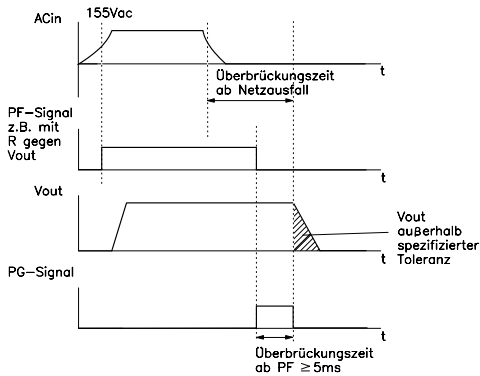 155Vac
ACin
t
Überbrückungszeit
ab Netzausfall
PF-Signal
z.B. mit
R gegen
Vout
t
Vout
Vout
außerhalb
spezifizierter
Toleranz
t
PG-Signal
t
Überbrückungszeit
ab PF ≥5ms